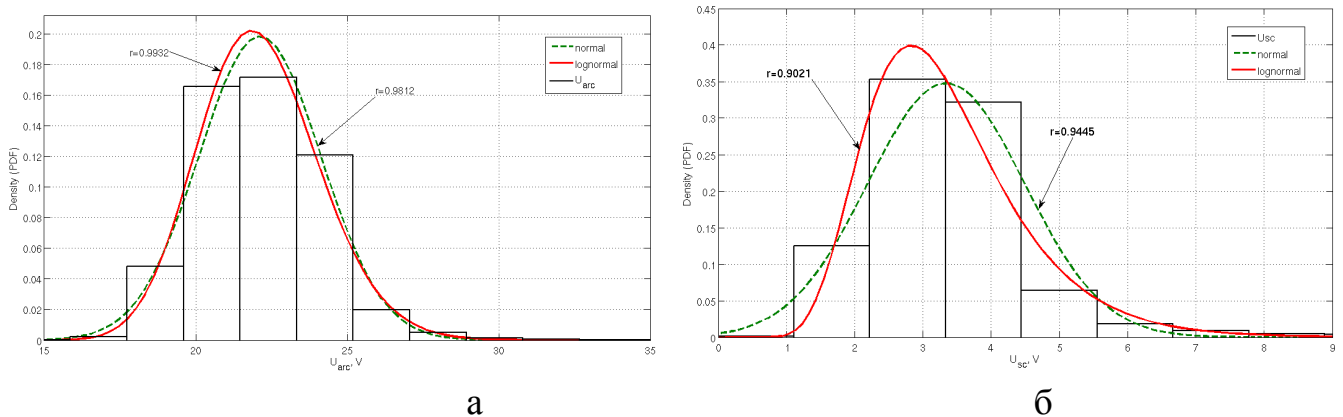 0.2
0.18
0.16
0.14
0.12
0.1
0.08
0.06
0.04
0.02
0
Density (PDF)
r=0.9932
r=0.9812
normal
lognormal
U_arc
15 20 25 30 35
U_arc, V
а
0.45
0.4
0.35
0.3
0.25
0.2
0.15
0.1
0.05
0
Density (PDF)
r=0.9021
r=0.9445
Usc
normal
lognormal
0 1 2 3 4 5 6 7 8 9
U_sc, V
б